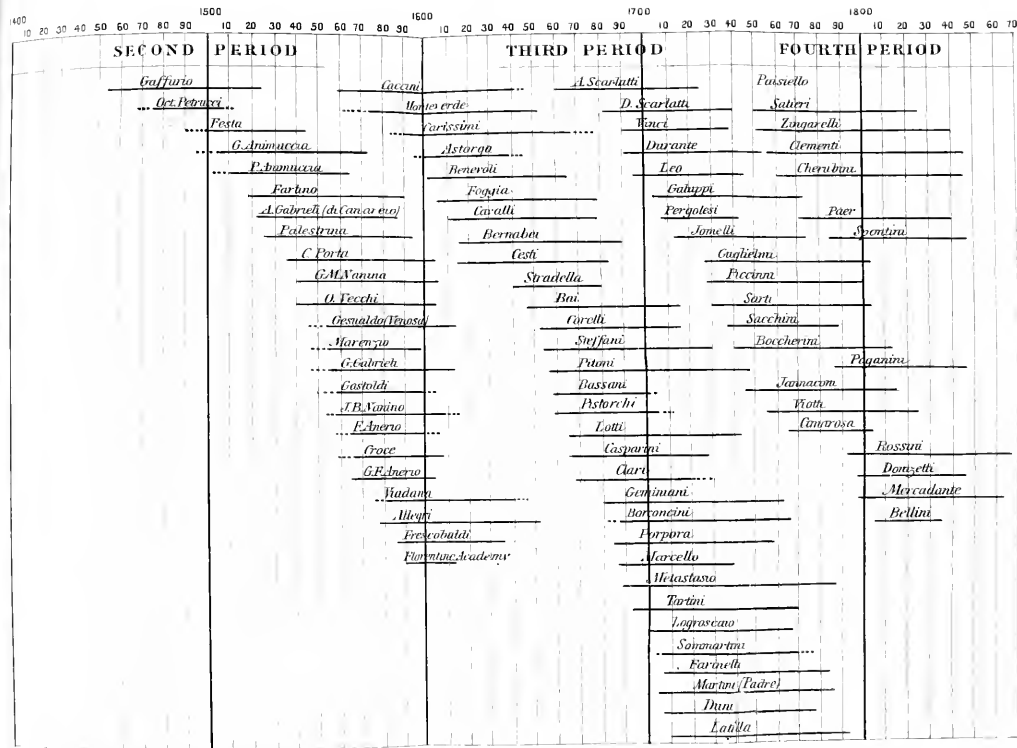 1400 1500 1600 1700 1800
10 20 30 40 50 60 70 80 90 10 20 30 40 50 60 70 80 90 10 20 30 40 50 60 70 80 90 10 20 30 40 50 60 70 80 90 10 20 30 40 50 60 70
SECOND PERIOD THIRD PERIOD FOURTH PERIOD
Gaffurio
Oct. Petrucci
Festa
G. Animuccia
P. Animuccia
Farino
A. Gabrieli (di Canareio)
Palestrina
C. Porta
G.M. Nanina
O. Vecchi
Gesualdo (Venosa)
Marenzio
G. Gabrieli
Gastoldi
J.B. Nanino
F. Anerio
Croce
G.F. Anerio
Viadana
Allegri
Frescobaldi
Florentine Academy
Caccini
Monteverde
Carissimi
Astorga
Benevoli
Foggia
Cavalli
Bernabei
Cesti
Stradella
Bai
Corelli
Steffani
Pitoni
Bassani
Pistocchi
Lotti
Gasparini
Clari
Geminiani
Bononcini
Porpora
Marcello
Metastasio
Tartini
Logroscino
Sammartini
Farinelli
Martini (Padre)
Duni
Latilla
A. Scarlatti
D. Scarlatti
Vinci
Durante
Leo
Galuppi
Pergolesi
Jomelli
Guglielmi
Piccinni
Sarti
Sacchini
Boccherini
Paganini
Jannaconi
Viotti
Cimarosa
Paisiello
Salieri
Zingarelli
Clementi
Cherubini
Paer
Spontini
Rossini
Donizetti
Mercadante
Bellini